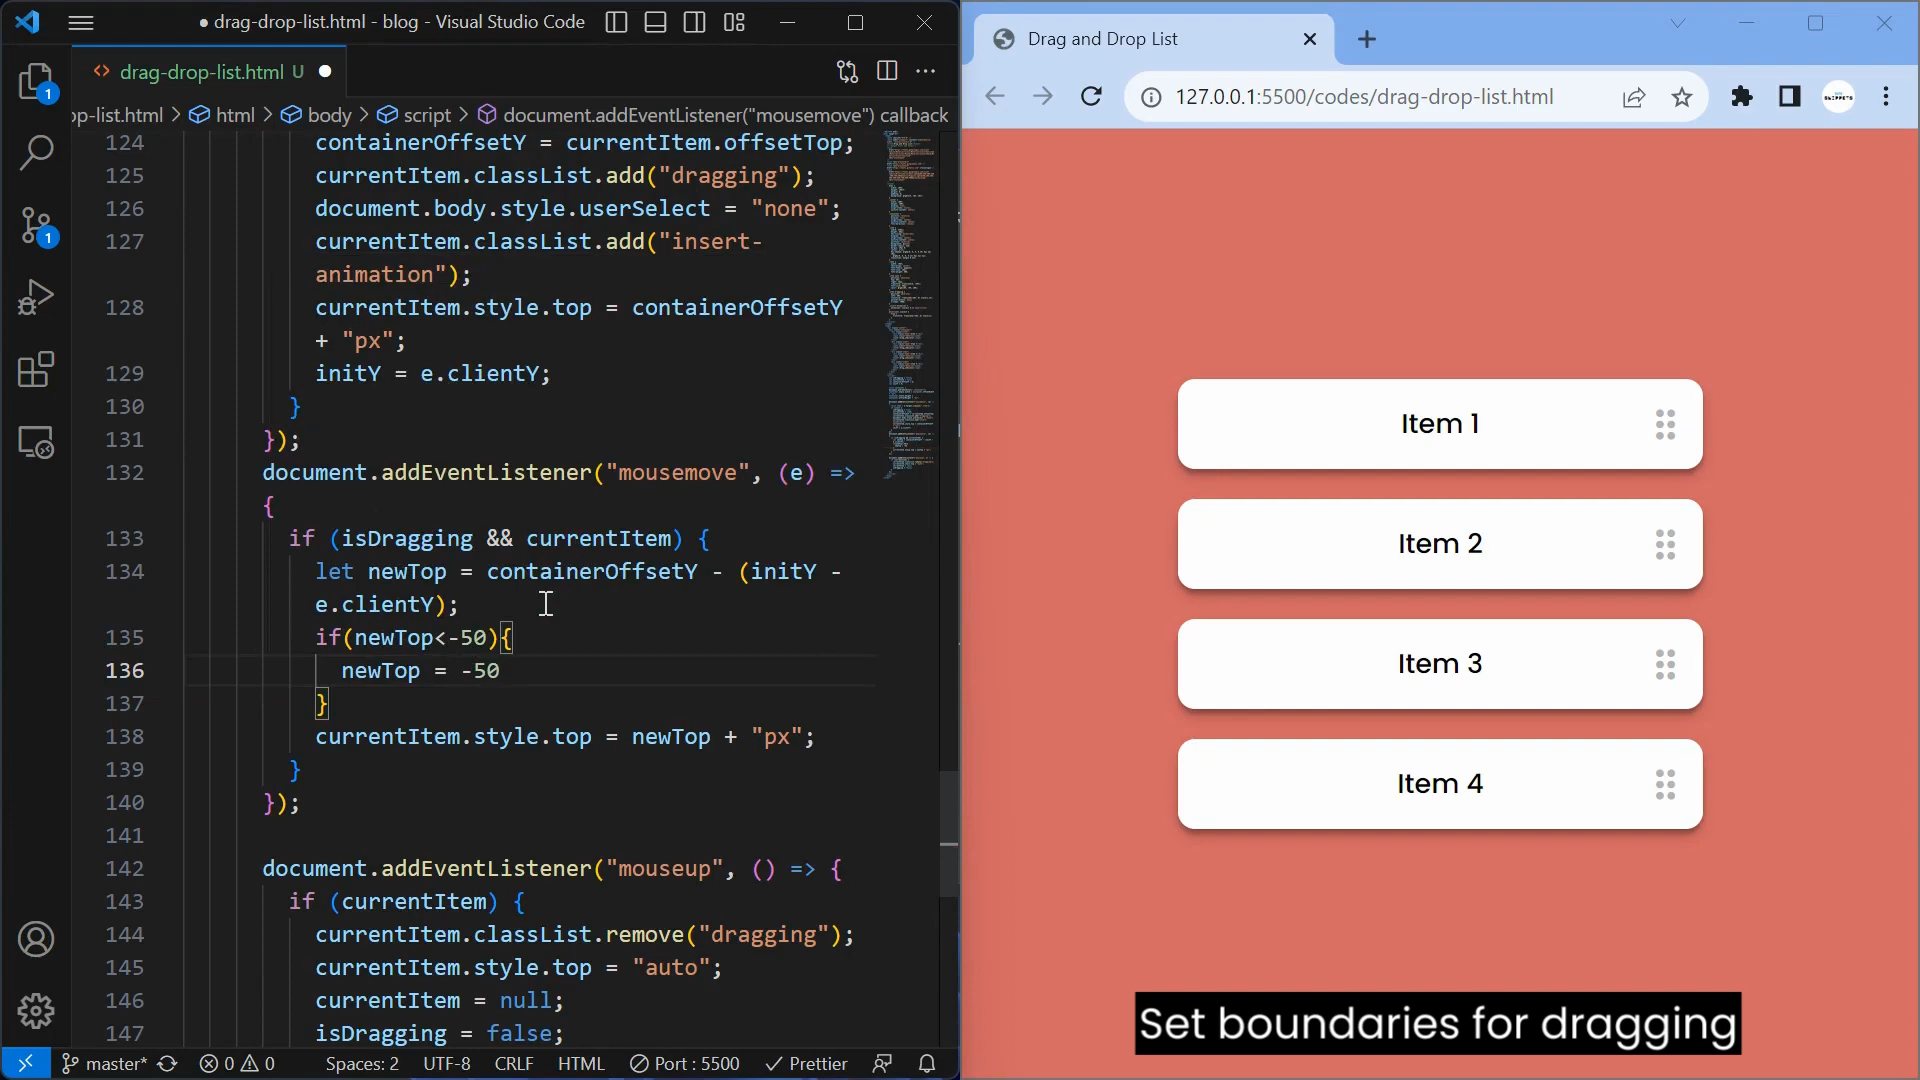 ● drag-drop-list.html - blog - Visual Studio Code
<> drag-drop-list.html U ●
op-list.html > html > body > script > document.addEventListener("mousemove") callback
124 containerOffsetY = currentItem.offsetTop;
125 currentItem.classList.add("dragging");
126 document.body.style.userSelect = "none";
127 currentItem.classList.add("insert-
animation");
128 currentItem.style.top = containerOffsetY
+ "px";
129 initY = e.clientY;
130 }
131 });
132 document.addEventListener("mousemove", (e) =>
{
133 if (isDragging && currentItem) {
134 let newTop = containerOffsetY - (initY -
e.clientY);
135 if(newTop<-50){
136 newTop = -50
137 }
138 currentItem.style.top = newTop + "px";
139 }
140 });
141
142 document.addEventListener("mouseup", () => {
143 if (currentItem) {
144 currentItem.classList.remove("dragging");
145 currentItem.style.top = "auto";
146 currentItem = null;
147 isDragging = false;
1
1
master* 0 0 Spaces: 2 UTF-8 CRLF HTML Port : 5500 Prettier
Drag and Drop List
127.0.0.1:5500/codes/drag-drop-list.html
Item 1
Item 2
Item 3
Item 4
Set boundaries for dragging